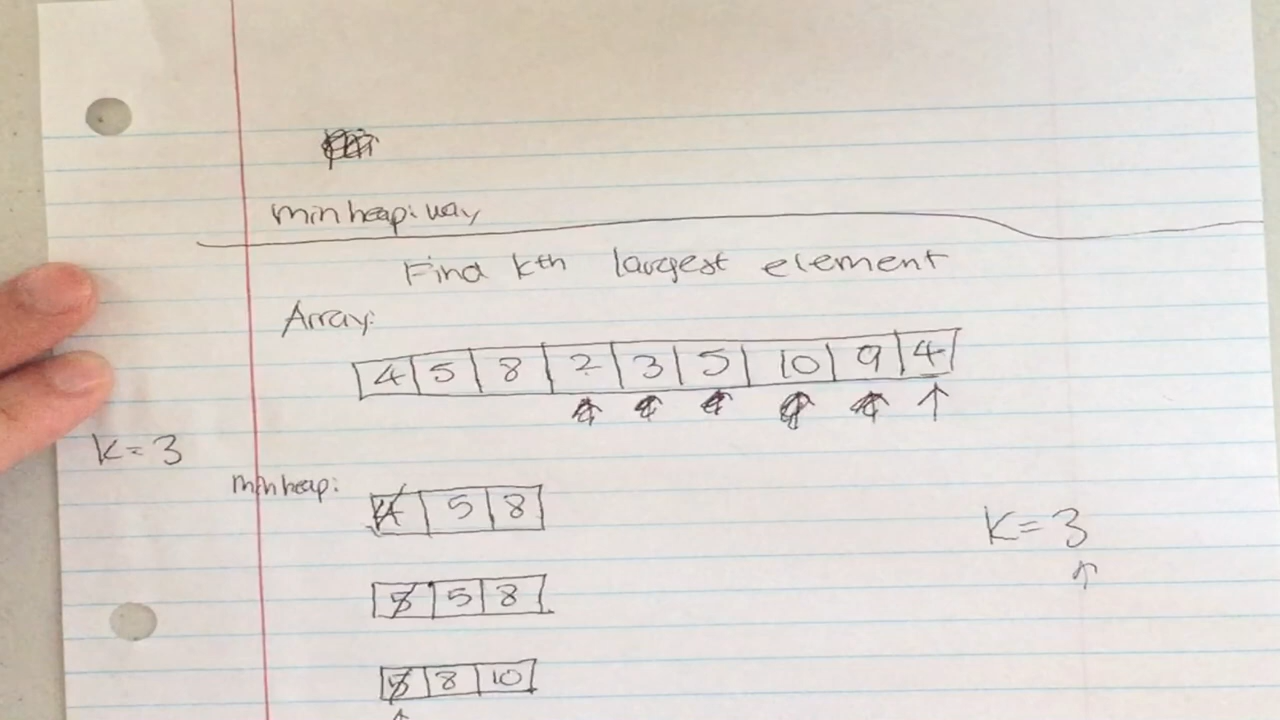 min heap: way
Find kth largest element
Array:
4 5 8 2 3 5 10 9 4
K = 3
min heap:
4 5 8
K = 3
5 5 8
5 8 10